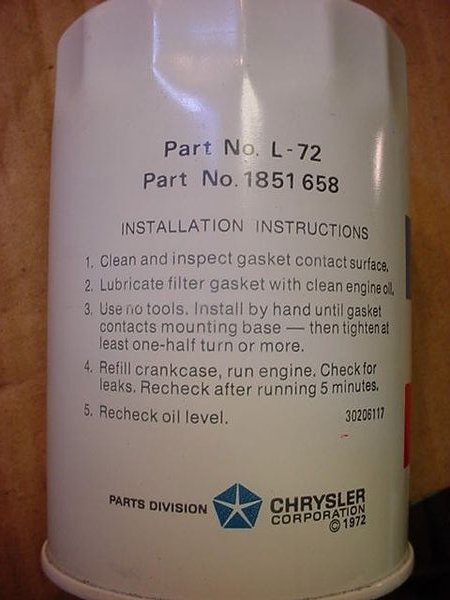 Part No. L-72
Part No. 1851 658
INSTALLATION INSTRUCTIONS
1. Clean and inspect gasket contact surface.
2. Lubricate filter gasket with clean engine oil.
3. Use no tools. Install by hand until gasket
contacts mounting base — then tighten at
least one-half turn or more.
4. Refill crankcase, run engine. Check for
leaks. Recheck after running 5 minutes.
5. Recheck oil level.
30206117
PARTS DIVISION
CHRYSLER
CORPORATION
© 1972